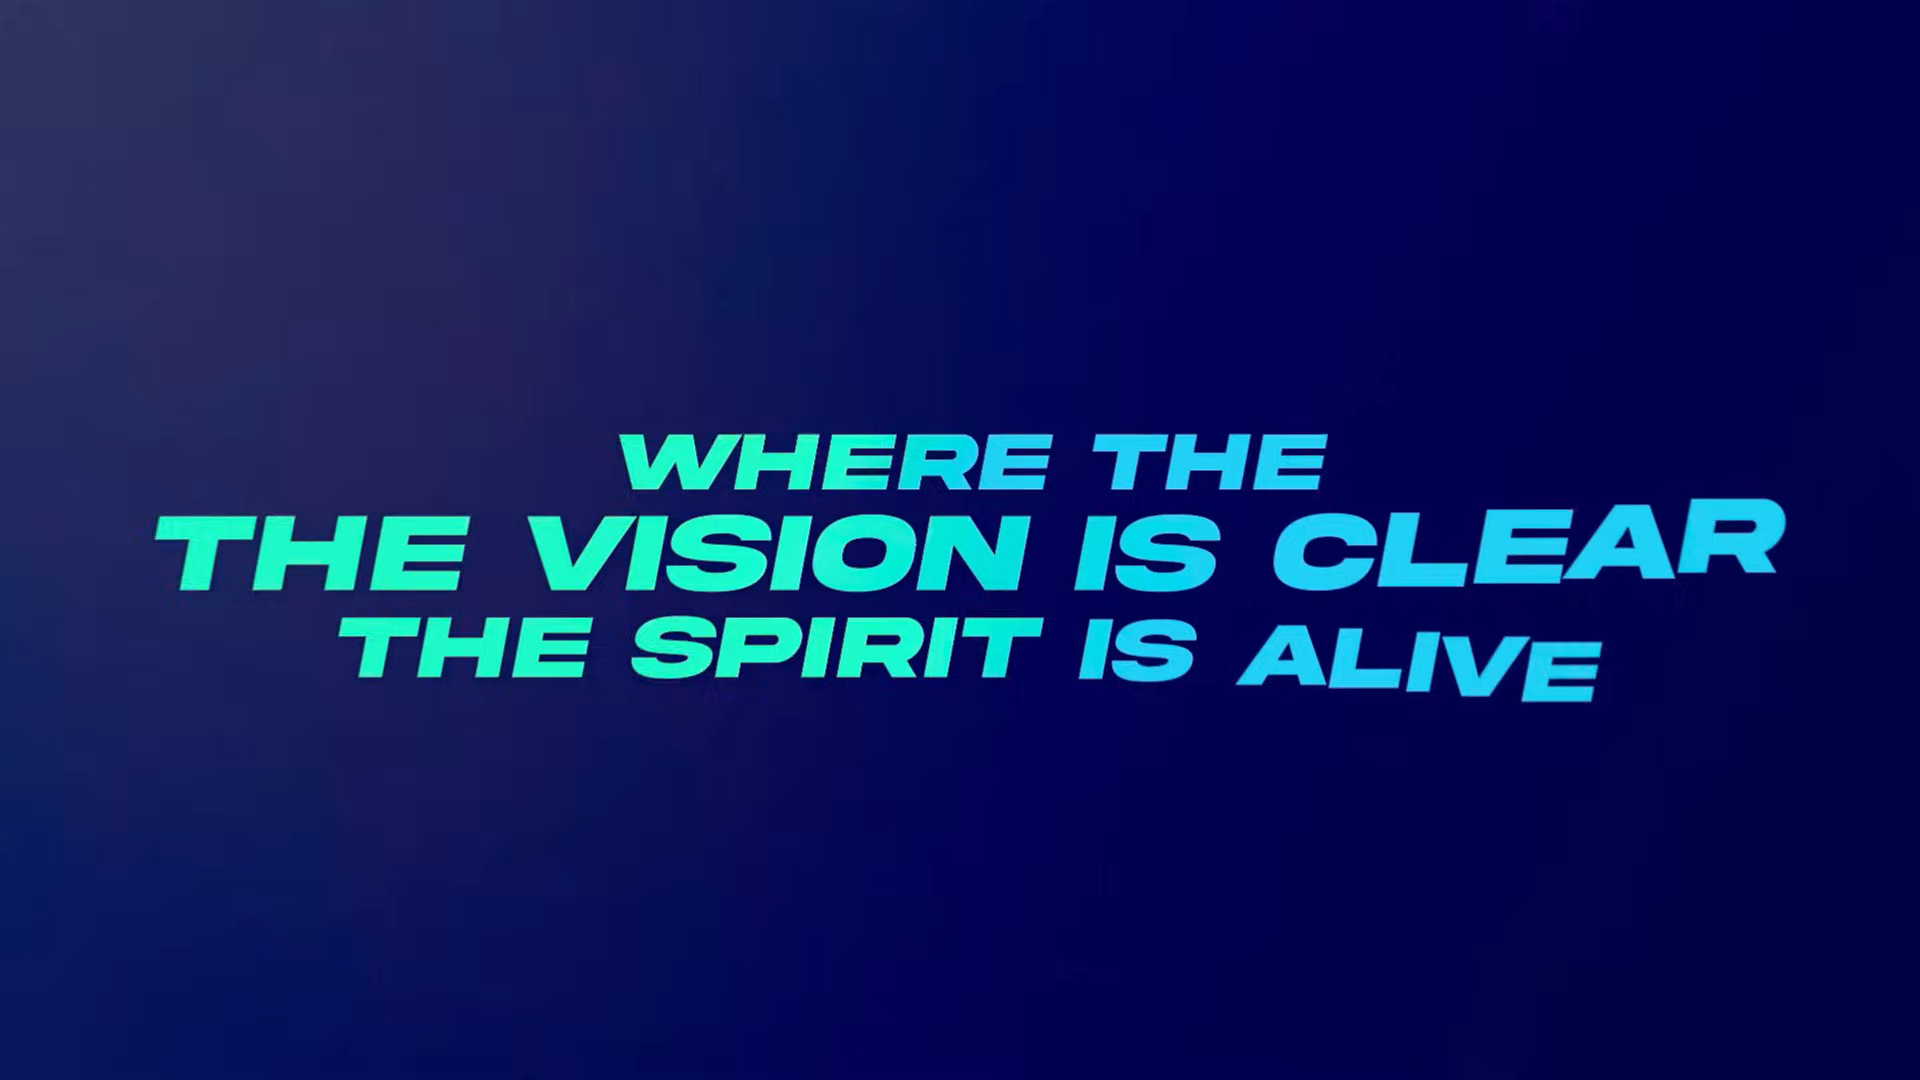 WHERE THE
THE VISION IS CLEAR
THE SPIRIT IS ALIVE